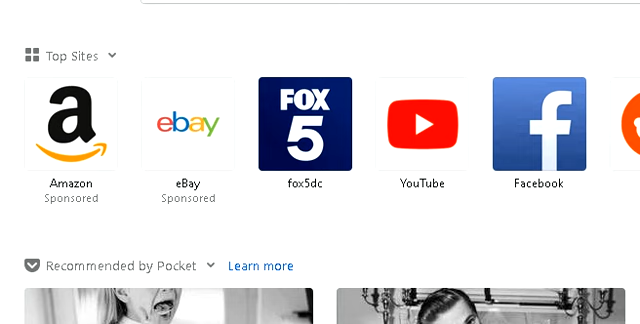 Top Sites
a
ebay
FOX
5
f
Amazon
eBay
fox5dc
YouTube
Facebook
Sponsored
Sponsored
Recommended by Pocket
Learn more